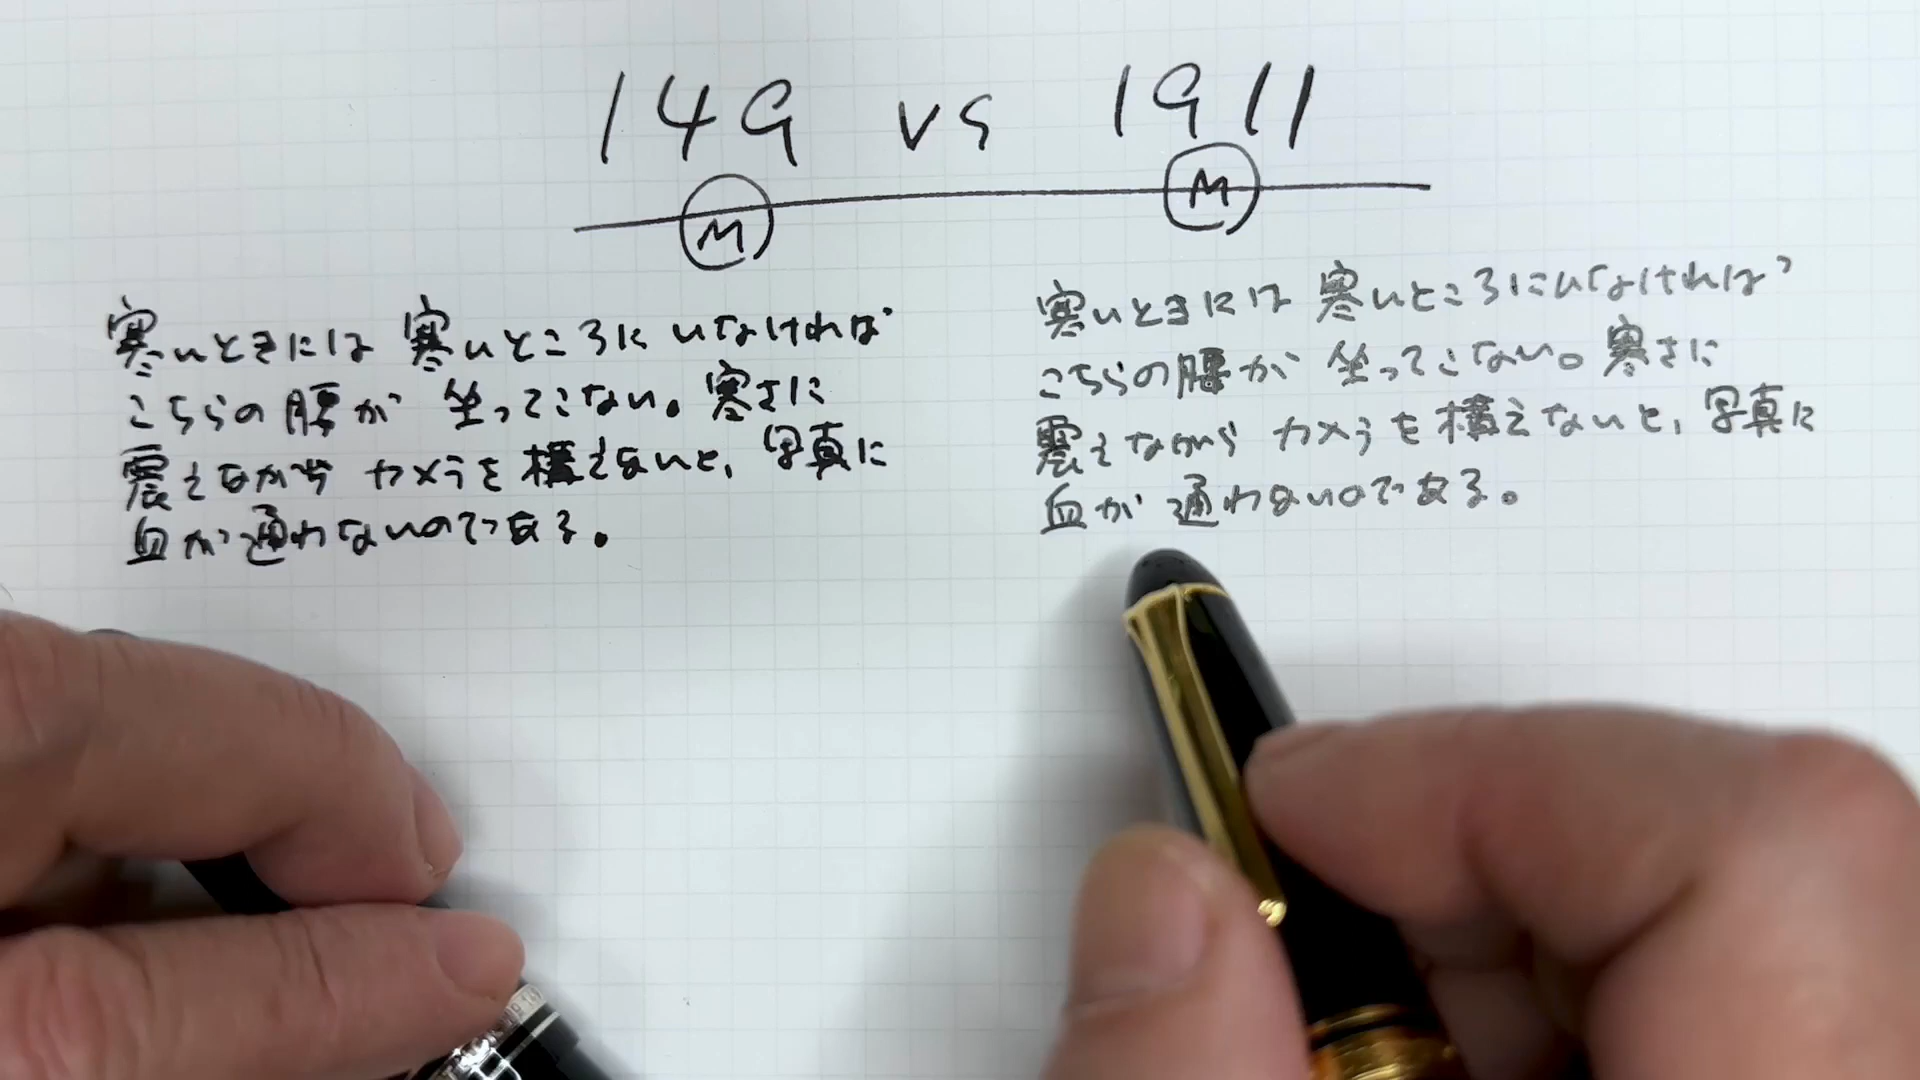 149 vs 1911
M
M
寒いときには寒いところにいなければ
こちらの腰が坐ってこない。寒さに
震えながら カメラを構えないと、写真に
血が通わないのである。
寒いときには寒いところにいなければ
こちらの腰が坐ってこない。寒さに
震えながら カメラを構えないと、写真に
血が通わないのである。